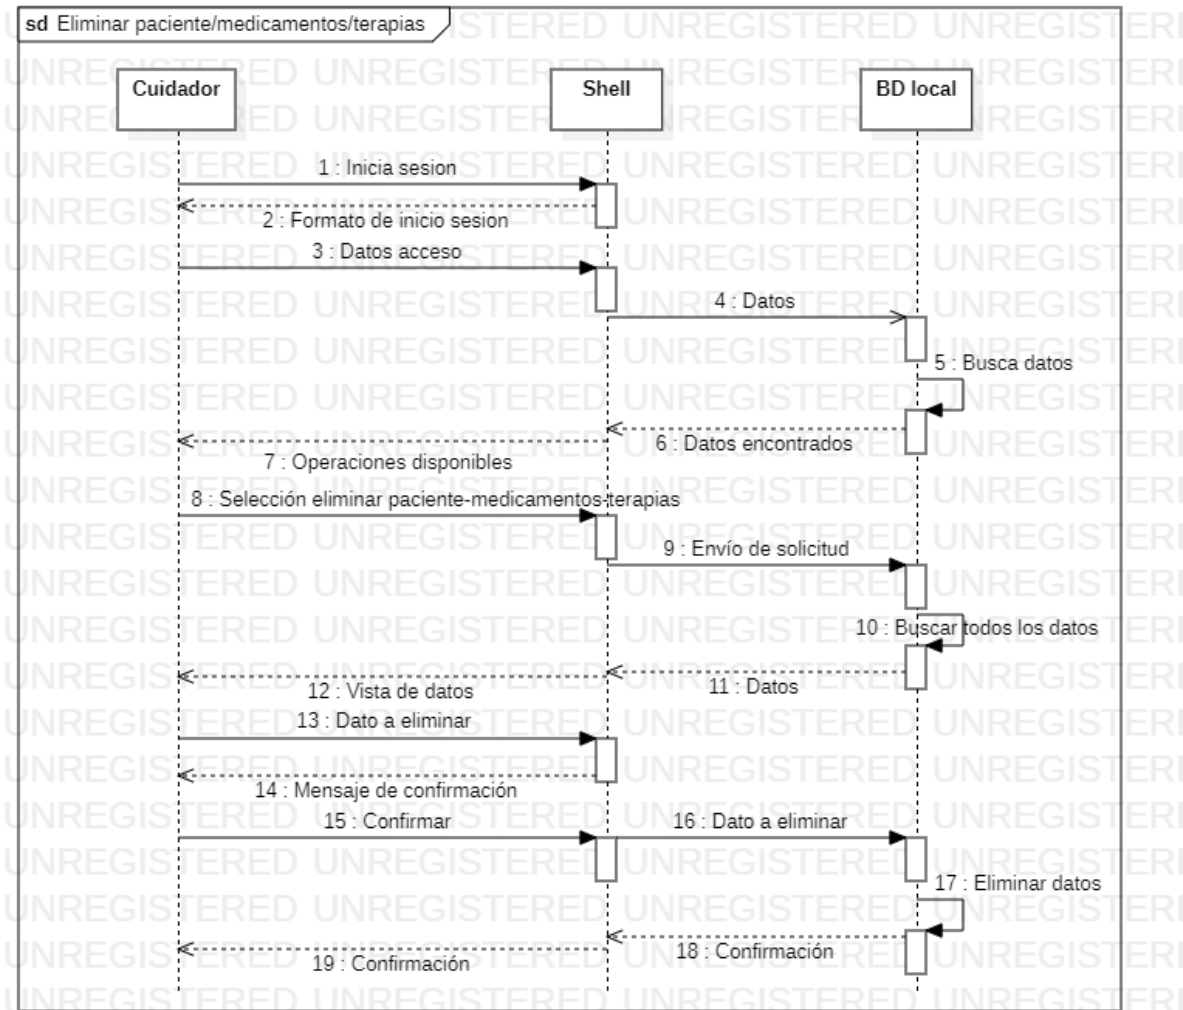 sd Eliminar paciente/medicamentos/terapias
Cuidador
Shell
BD local
1 : Inicia sesion
2 : Formato de inicio sesion
3 : Datos acceso
4 : Datos
5 : Busca datos
6 : Datos encontrados
7 : Operaciones disponibles
8 : Selección eliminar paciente-medicamentos-terapias
9 : Envío de solicitud
10 : Buscar todos los datos
11 : Datos
12 : Vista de datos
13 : Dato a eliminar
14 : Mensaje de confirmación
15 : Confirmar
16 : Dato a eliminar
17 : Eliminar datos
18 : Confirmación
19 : Confirmación
UNREGISTERED